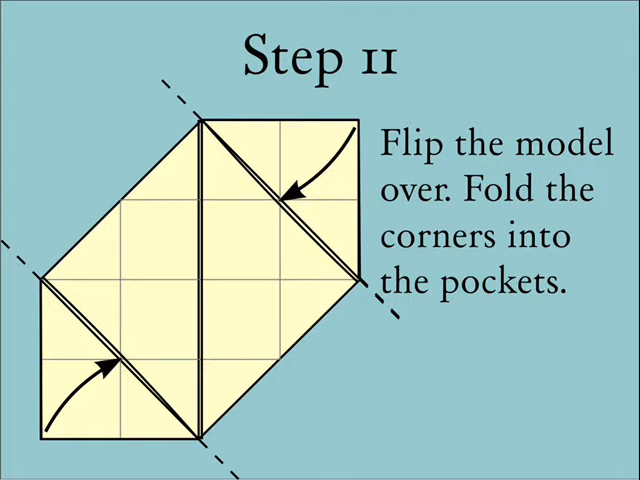 Step 11
Flip the model
over. Fold the
corners into
the pockets.